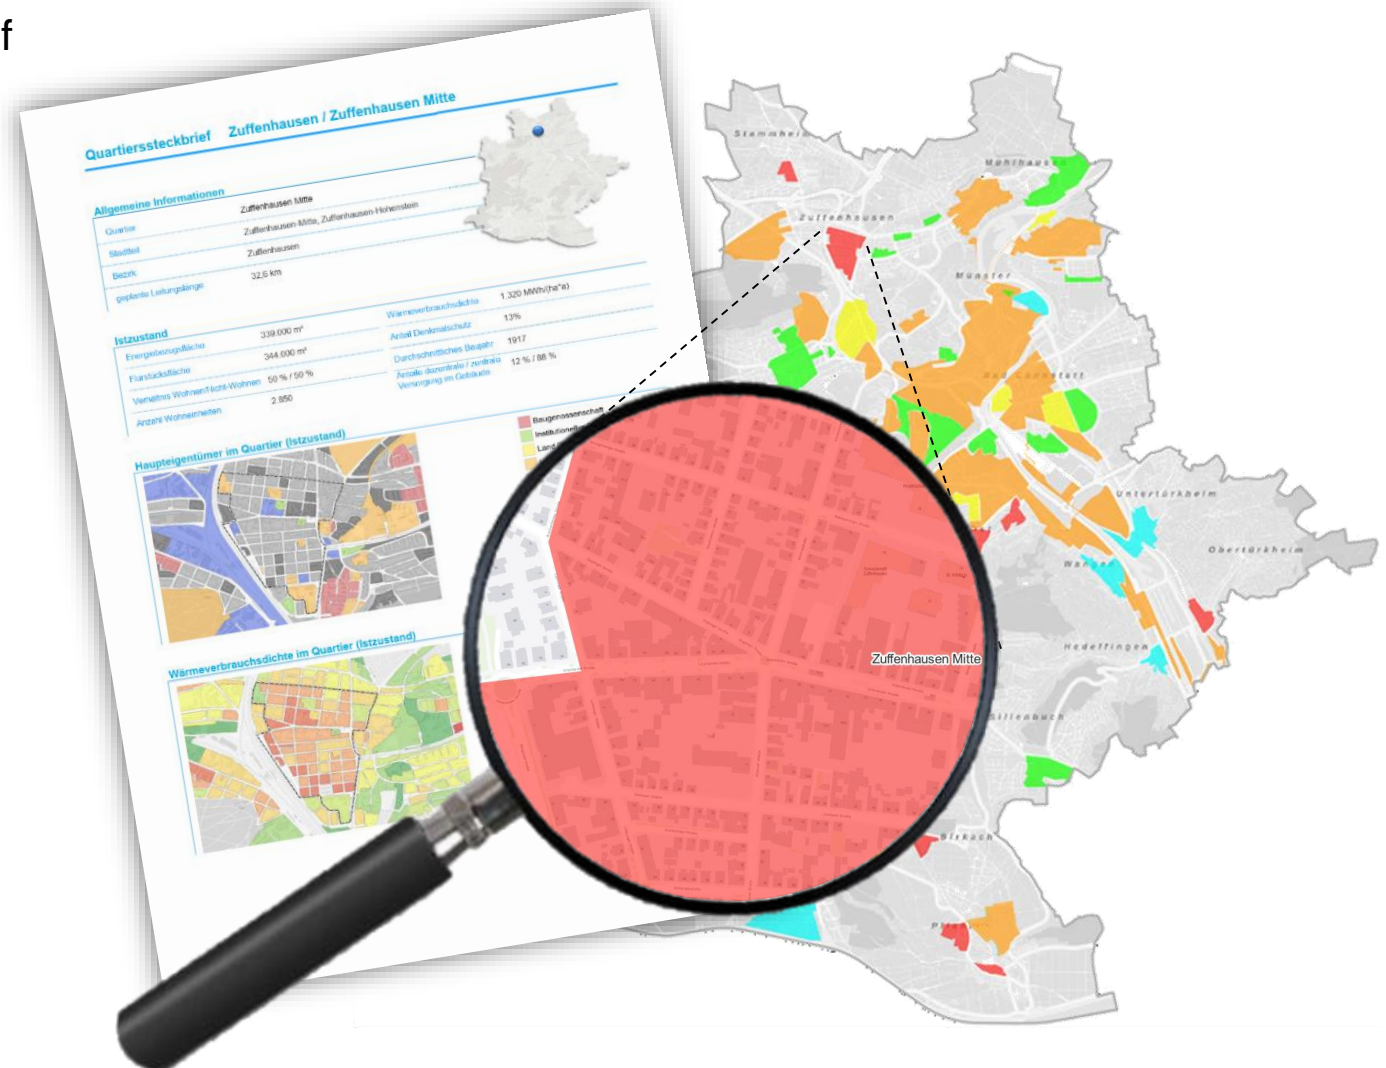 f
Quartierssteckbrief Zuffenhausen / Zuffenhausen Mitte
Allgemeine Informationen
Quartier Zuffenhausen Mitte
Stadtteil Zuffenhausen-Mitte, Zuffenhausen-Hohenstein
Bezirk Zuffenhausen
geplante Leitungslänge 32,6 km
Istzustand
Energiebezugsfläche 339.000 m²
Flurstücksfläche 344.000 m²
Verhältnis Wohnen/Nicht-Wohnen 50 % / 50 %
Anzahl Wohneinheiten 2.850
Wärmeverbrauchsdichte 1.320 MWh/(ha*a)
Anteil Denkmalschutz 13%
Durchschnittliches Baujahr 1917
Anteile dezentrale / zentrale
Versorgung im Gebäude 12 % / 88 %
Haupteigentümer im Quartier (Istzustand)
Baugenossenschaft
Institutionelle
Land
Wärmeverbrauchsdichte im Quartier (Istzustand)
Stammheim
Mühlhausen
Zuffenhausen
Münster
Bad Cannstatt
Untertürkheim
Obertürkheim
Wangen
Hedelfingen
Zuffenhausen Mitte
Sillenbuch
Birkach